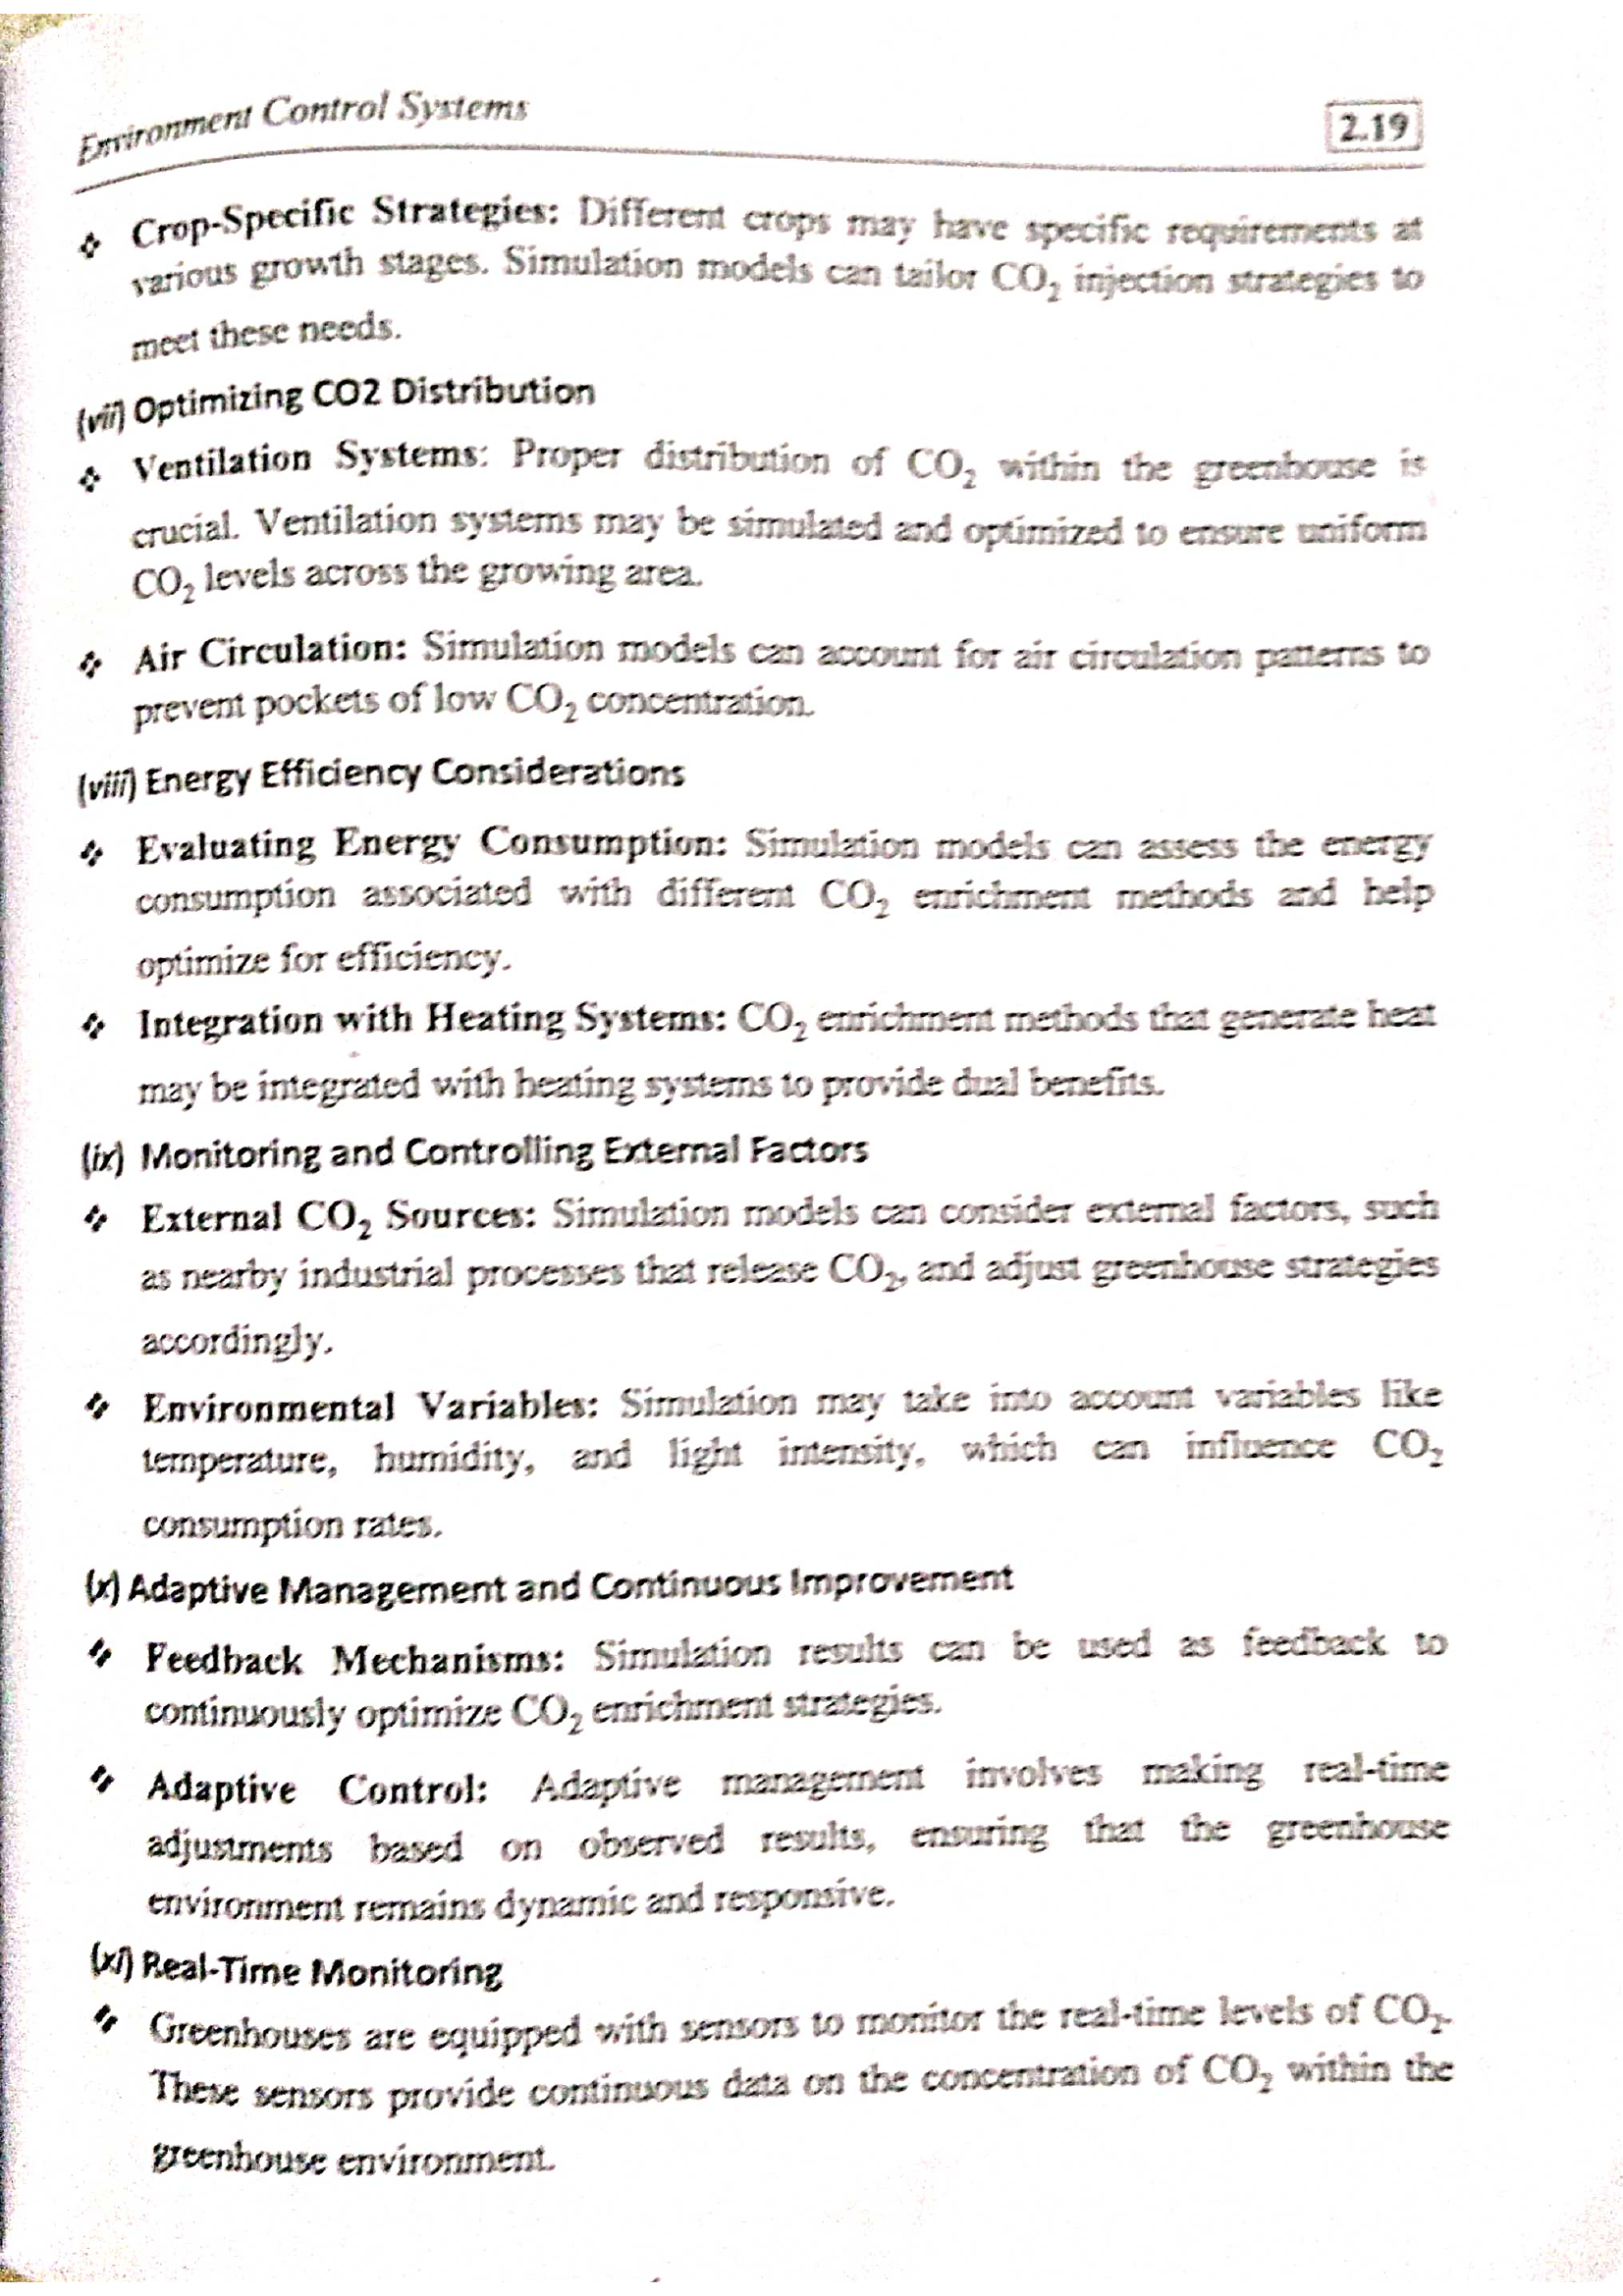 Environment Control Systems
2.19
❖ Crop-Specific Strategies: Different crops may have specific requirements at
various growth stages. Simulation models can tailor CO₂ injection strategies to
meet these needs.
(vii) Optimizing CO2 Distribution
❖ Ventilation Systems: Proper distribution of CO₂ within the greenhouse is
crucial. Ventilation systems may be simulated and optimized to ensure uniform
CO₂ levels across the growing area.
❖ Air Circulation: Simulation models can account for air circulation patterns to
prevent pockets of low CO₂ concentration.
(viii) Energy Efficiency Considerations
❖ Evaluating Energy Consumption: Simulation models can assess the energy
consumption associated with different CO₂ enrichment methods and help
optimize for efficiency.
❖ Integration with Heating Systems: CO₂ enrichment methods that generate heat
may be integrated with heating systems to provide dual benefits.
(ix) Monitoring and Controlling External Factors
❖ External CO₂ Sources: Simulation models can consider external factors, such
as nearby industrial processes that release CO₂, and adjust greenhouse strategies
accordingly.
❖ Environmental Variables: Simulation may take into account variables like
temperature, humidity, and light intensity, which can influence CO₂
consumption rates.
(x) Adaptive Management and Continuous Improvement
❖ Feedback Mechanisms: Simulation results can be used as feedback to
continuously optimize CO₂ enrichment strategies.
❖ Adaptive Control: Adaptive management involves making real-time
adjustments based on observed results, ensuring that the greenhouse
environment remains dynamic and responsive.
(xi) Real-Time Monitoring
❖ Greenhouses are equipped with sensors to monitor the real-time levels of CO₂.
These sensors provide continuous data on the concentration of CO₂ within the
greenhouse environment.